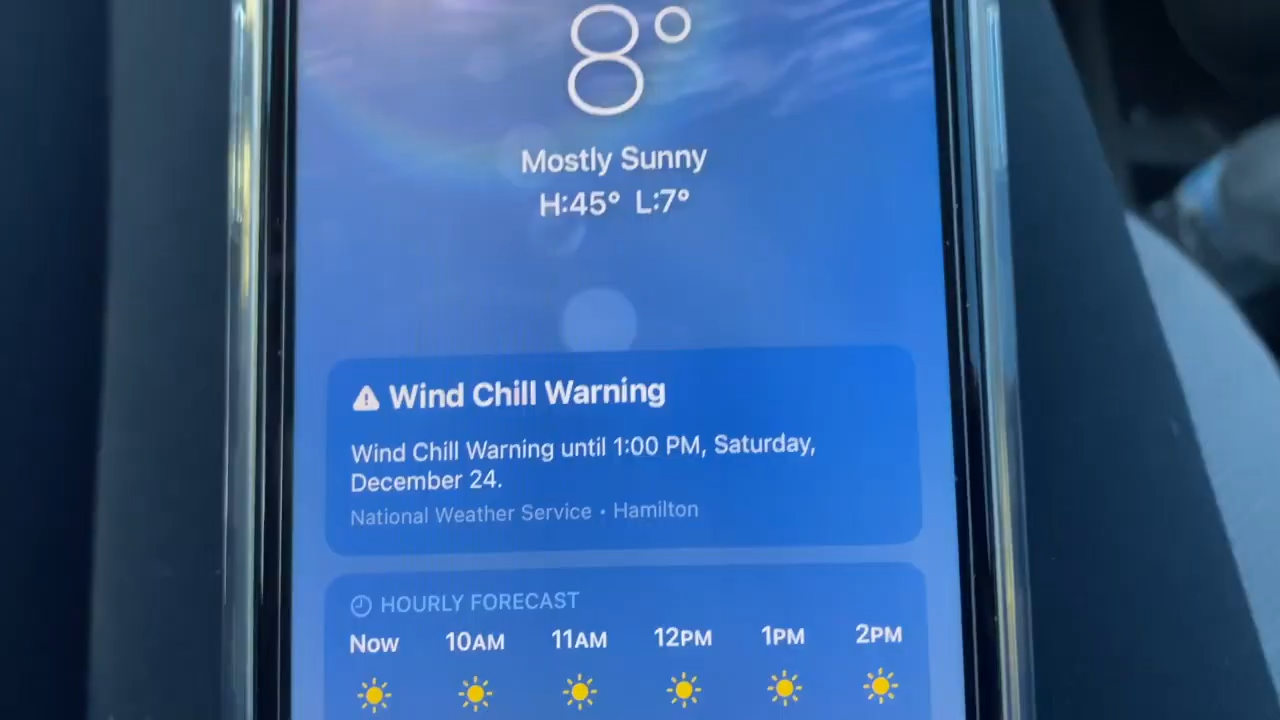 8°
Mostly Sunny
H:45° L:7°
Wind Chill Warning
Wind Chill Warning until 1:00 PM, Saturday,
December 24.
National Weather Service • Hamilton
HOURLY FORECAST
Now 10AM 11AM 12PM 1PM 2PM